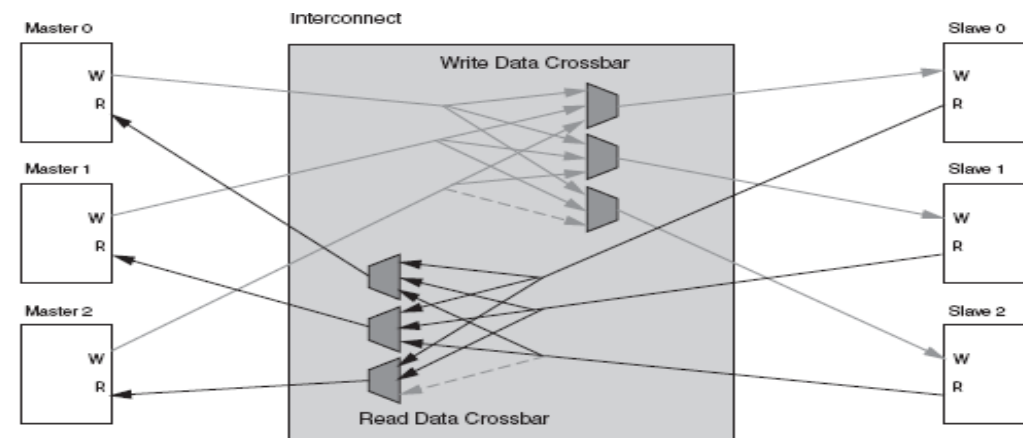 Interconnect
Master 0
Slave 0
Write Data Crossbar
W
R
W
R
Master 1
Slave 1
W
R
W
R
Master 2
Slave 2
W
R
W
R
Read Data Crossbar